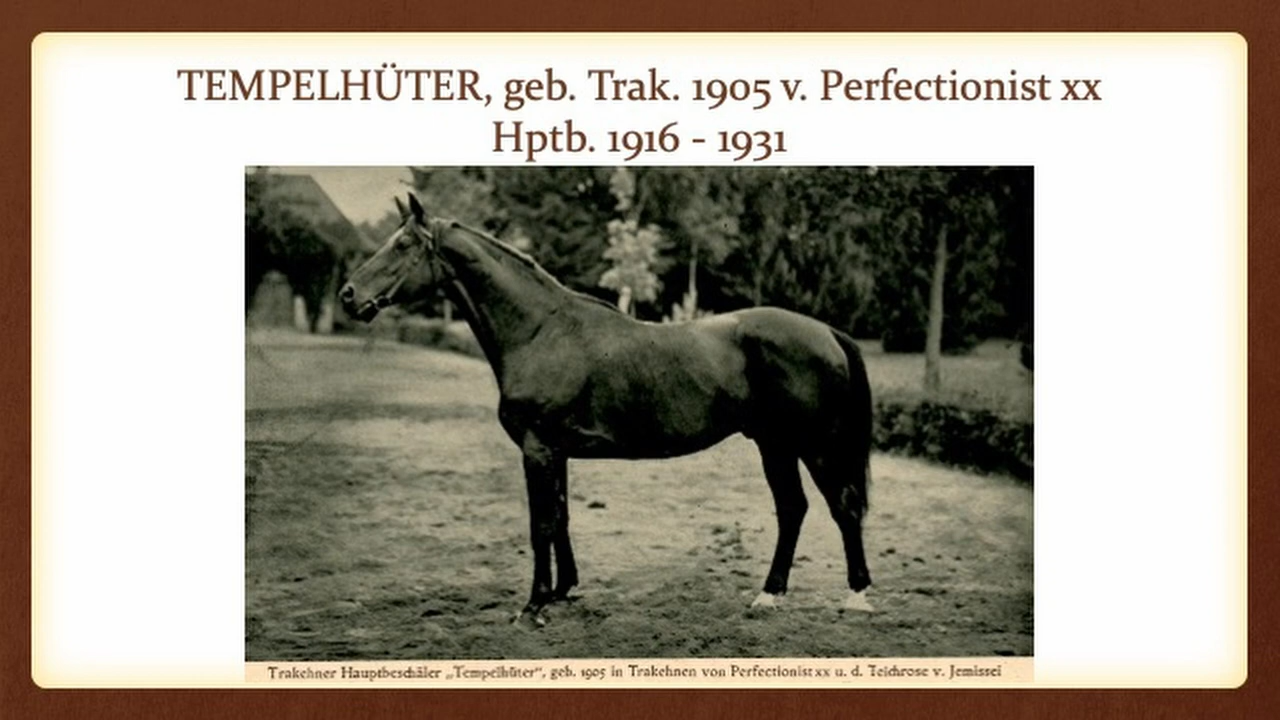 TEMPELHÜTER, geb. Trak. 1905 v. Perfectionist xx
Hptb. 1916 - 1931
Trakehner Hauptbeschäler „Tempelhüter“, geb. 1905 in Trakehnen von Perfectionist xx u. d. Teichrose v. Jemissei